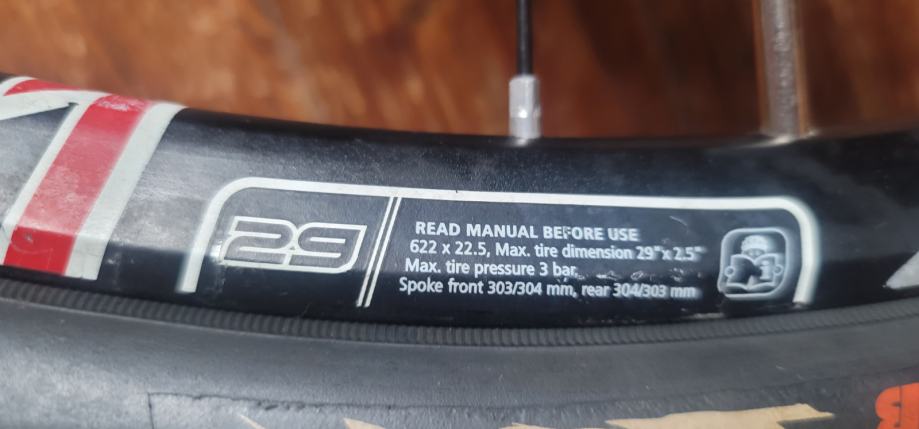 29
READ MANUAL BEFORE USE
622 x 22.5, Max. tire dimension 29" x 2.5"
Max. tire pressure 3 bar,
Spoke front 303/304 mm, rear 304/303 mm